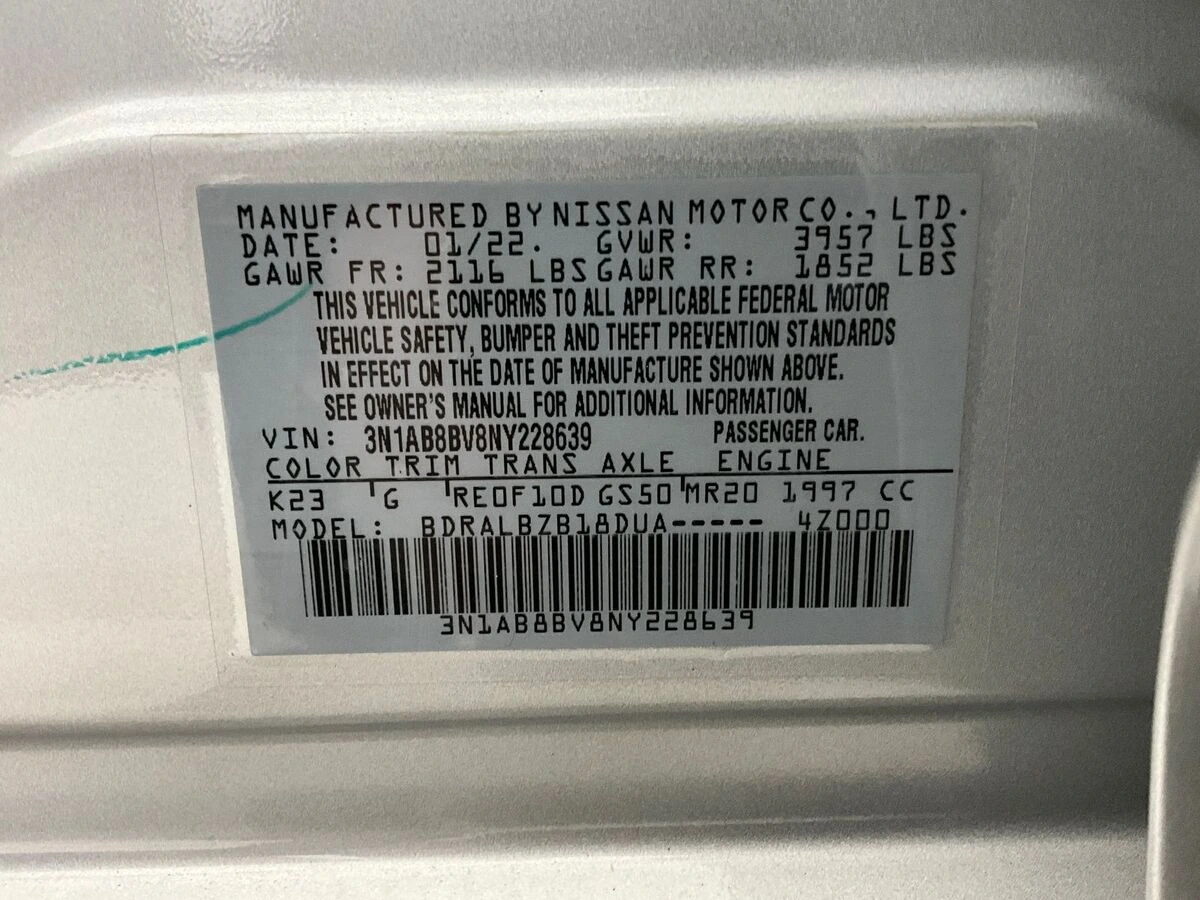 MANUFACTURED BY NISSAN MOTOR CO., LTD.
DATE: 01/22. GVWR: 3957 LBS
GAWR FR: 2116 LBS GAWR RR: 1852 LBS
THIS VEHICLE CONFORMS TO ALL APPLICABLE FEDERAL MOTOR
VEHICLE SAFETY, BUMPER AND THEFT PREVENTION STANDARDS
IN EFFECT ON THE DATE OF MANUFACTURE SHOWN ABOVE.
SEE OWNER'S MANUAL FOR ADDITIONAL INFORMATION.
VIN: 3N1AB8BV8NY228639 PASSENGER CAR.
COLOR TRIM TRANS AXLE ENGINE
K23 G RE0F10D GS50 MR20 1997 CC
MODEL: BDRALBZB18DUA----- 4Z000
3N1AB8BV8NY228639